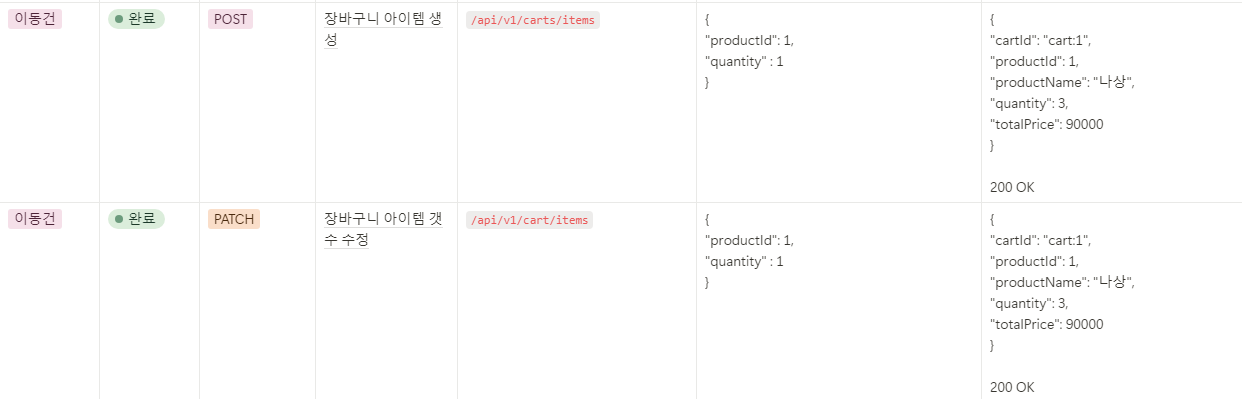 이동건
완료
POST
장바구니 아이템 생
성
/api/v1/carts/items
{
"productId": 1,
"quantity" : 1
}
{
"cartId": "cart:1",
"productId": 1,
"productName": "나상",
"quantity": 3,
"totalPrice": 90000
}
200 OK
이동건
완료
PATCH
장바구니 아이템 갯
수 수정
/api/v1/cart/items
{
"productId": 1,
"quantity" : 1
}
{
"cartId": "cart:1",
"productId": 1,
"productName": "나상",
"quantity": 3,
"totalPrice": 90000
}
200 OK